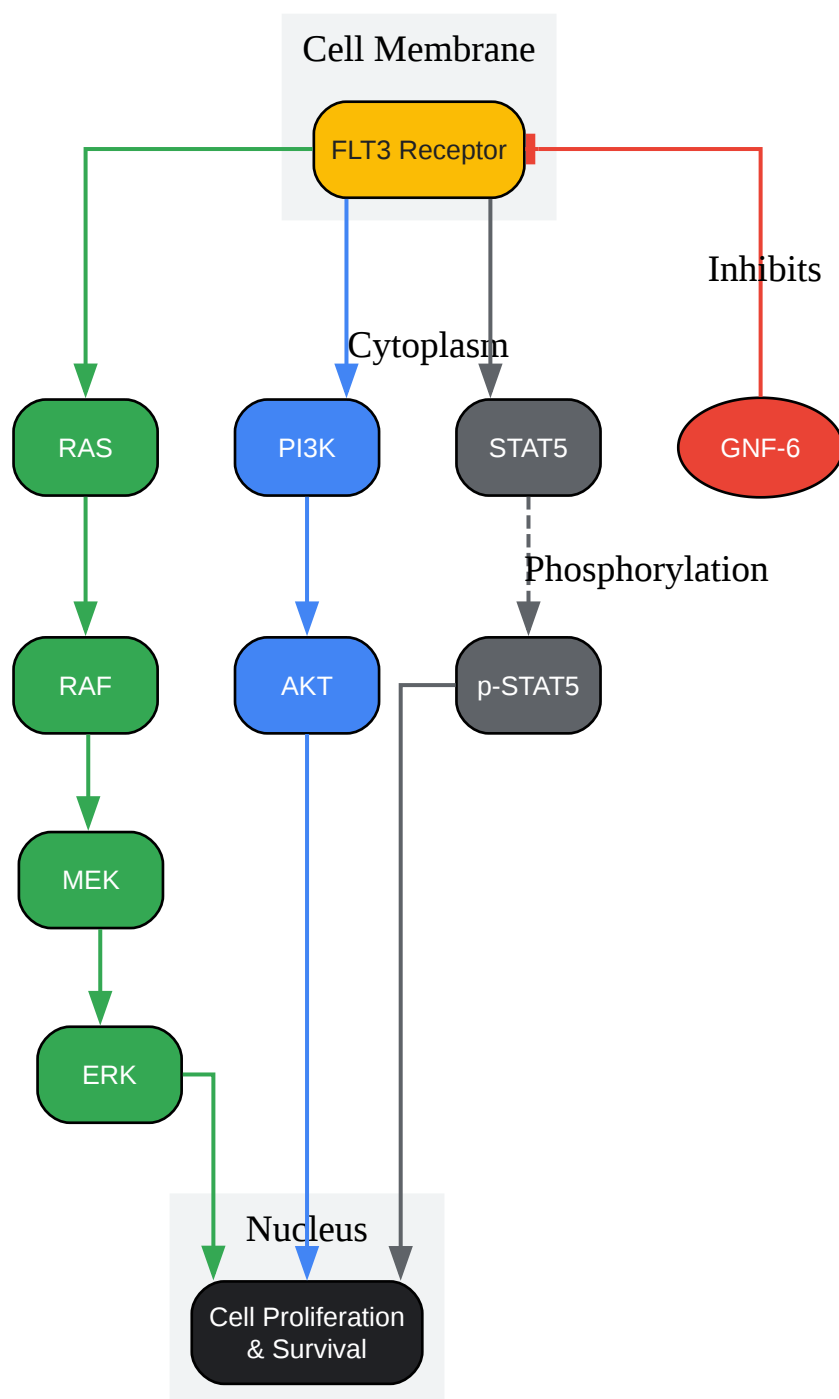 Cell Membrane
FLT3 Receptor
Inhibits
Cytoplasm
RAS
PI3K
STAT5
GNF-6
Phosphorylation
RAF
AKT
p-STAT5
MEK
ERK
Nucleus
Cell Proliferation
& Survival